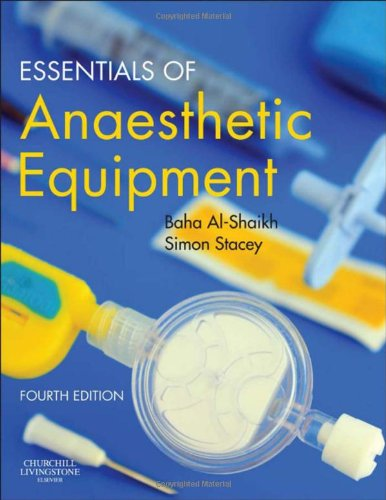 ESSENTIALS OF
Anaesthetic
Equipment
Baha Al-Shaikh
Simon Stacey
FOURTH EDITION
CHURCHILL
LIVINGSTONE
ELSEVIER